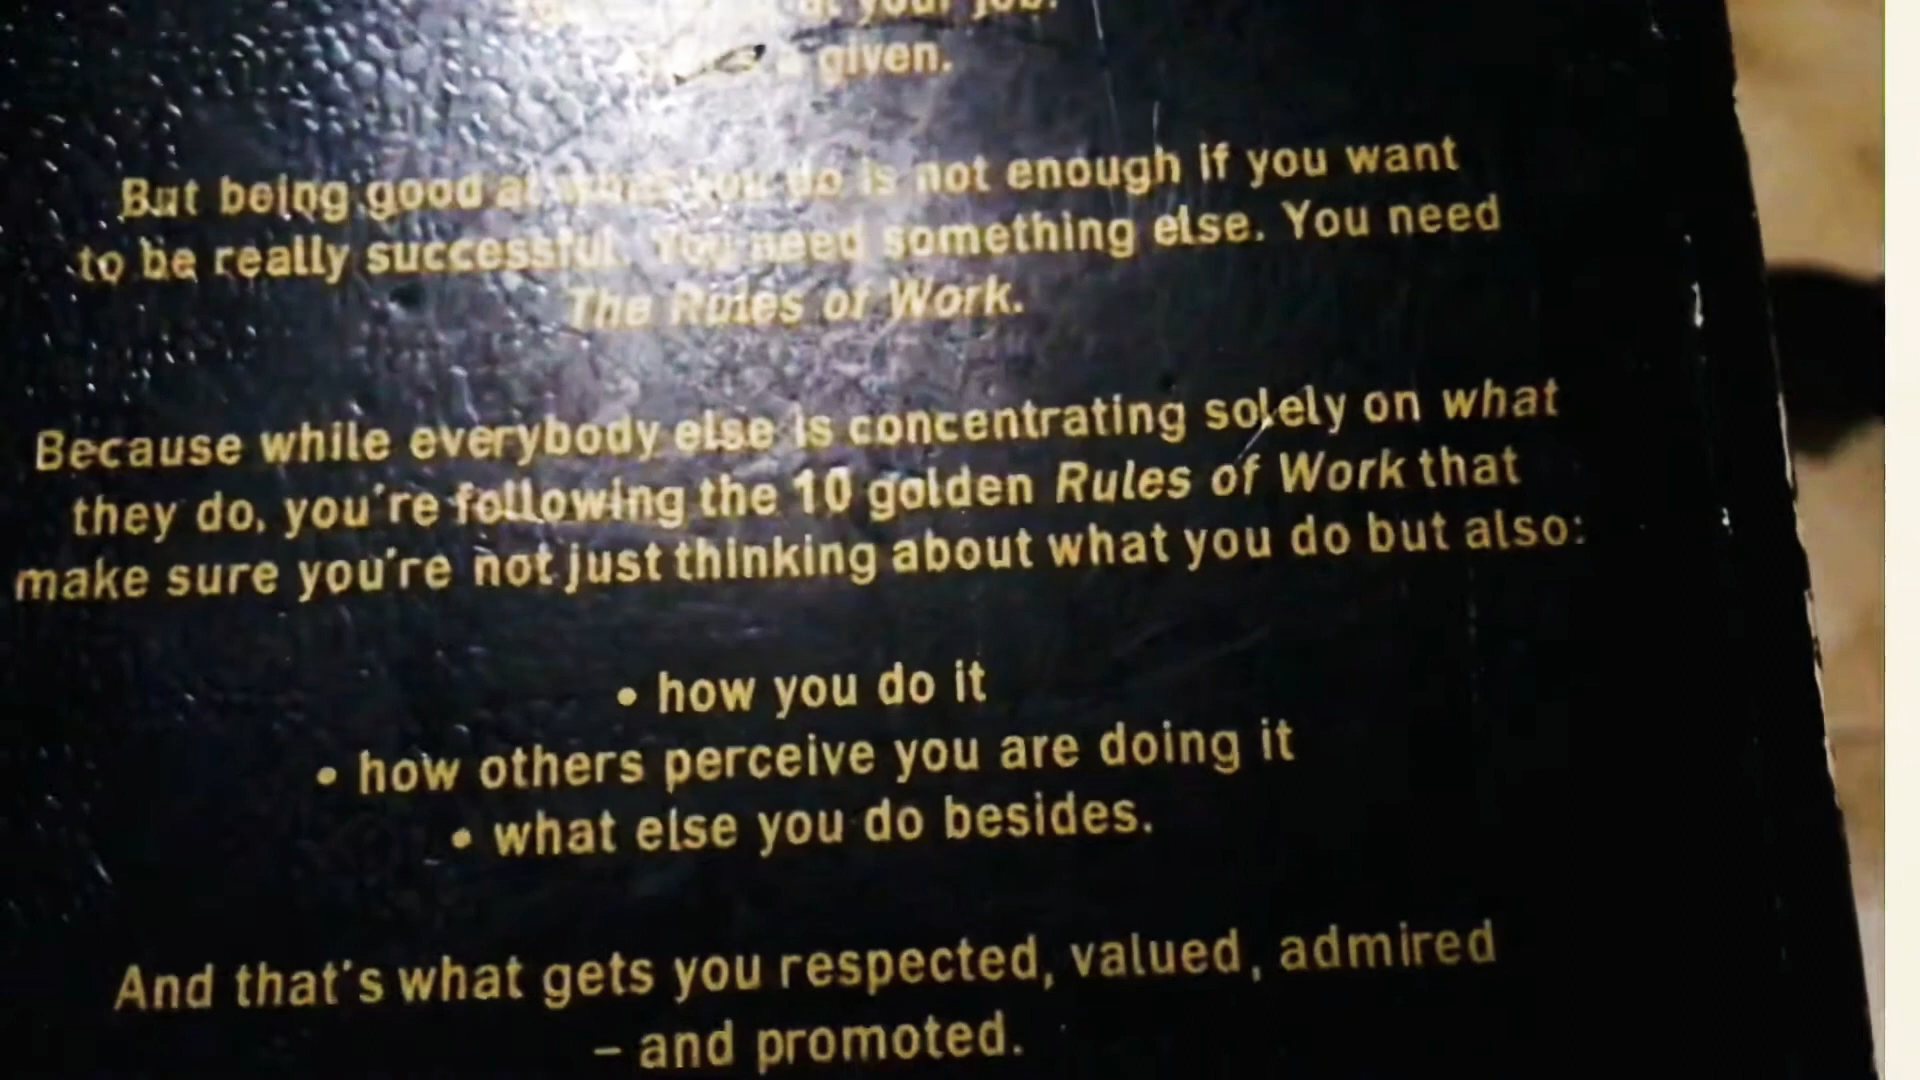 at your job.
given.
But being good at what you do is not enough if you want
to be really successful. You need something else. You need
The Rules of Work.
Because while everybody else is concentrating solely on what
they do, you're following the 10 golden Rules of Work that
make sure you're not just thinking about what you do but also:
• how you do it
• how others perceive you are doing it
• what else you do besides.
And that's what gets you respected, valued, admired
– and promoted.